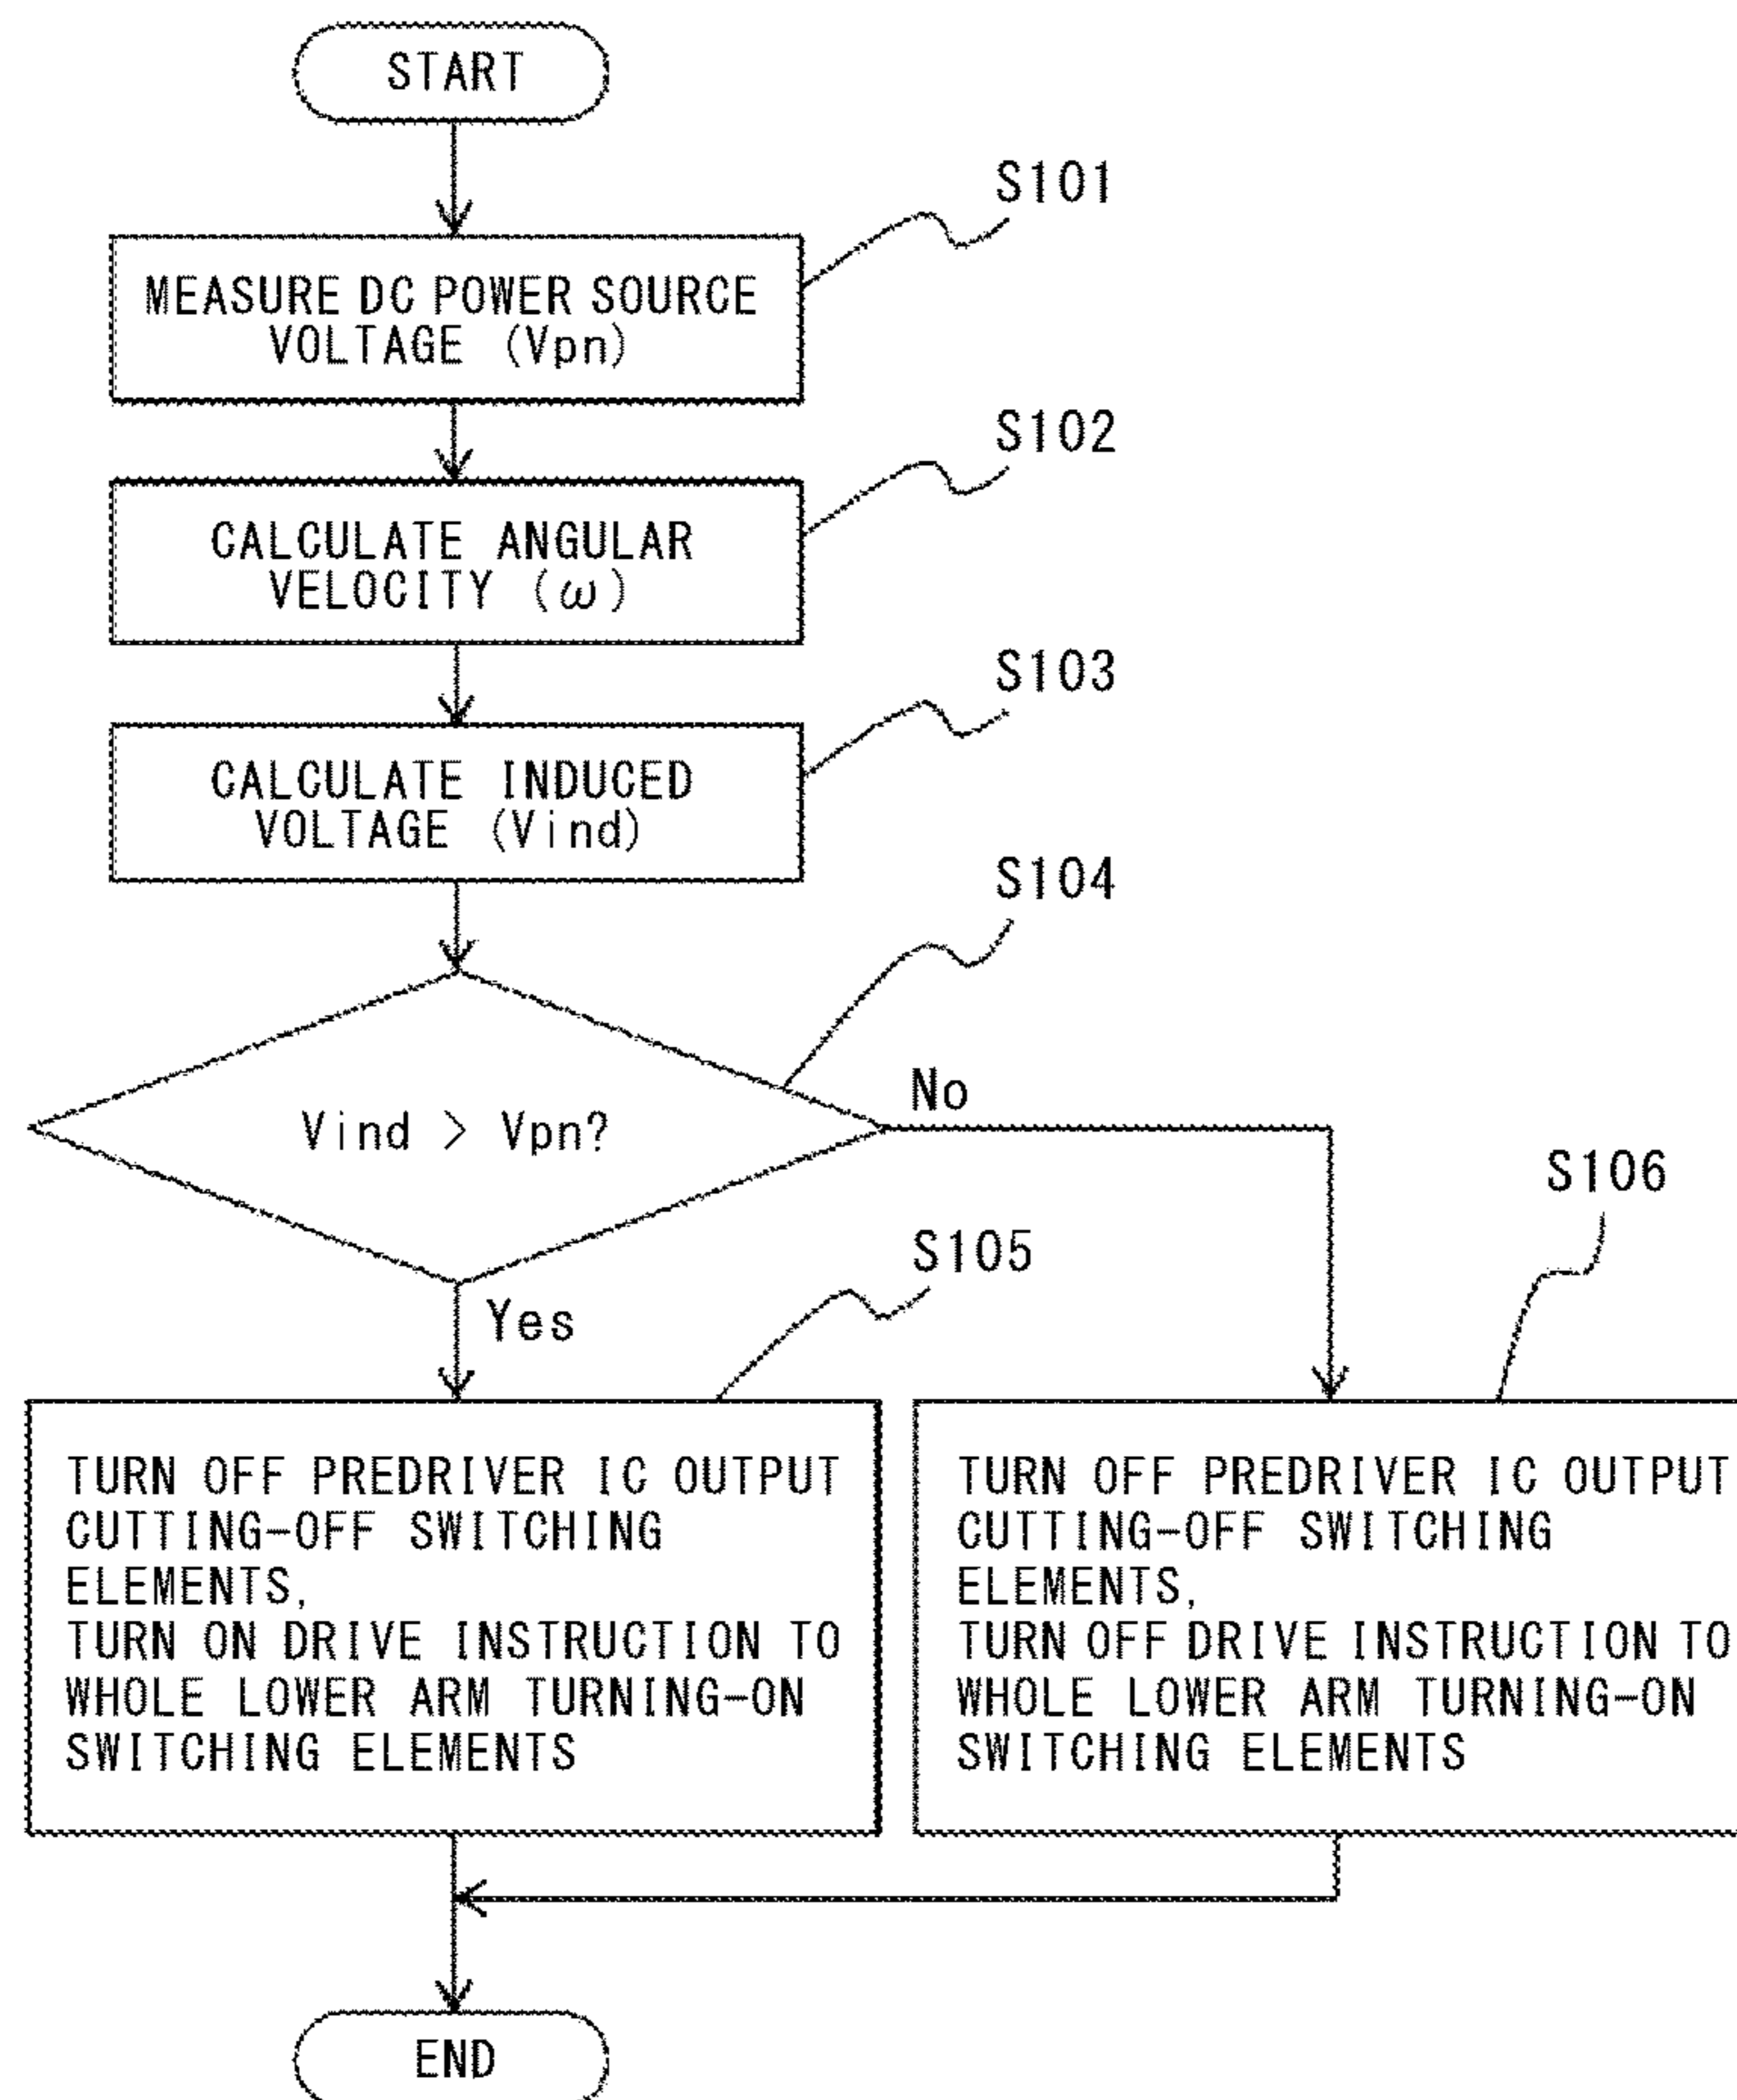 START
S101
MEASURE DC POWER SOURCE
VOLTAGE (Vpn)
S102
CALCULATE ANGULAR
VELOCITY (ω)
S103
CALCULATE INDUCED
VOLTAGE (Vind)
S104
Vind > Vpn?
No
Yes
S105
S106
TURN OFF PREDRIVER IC OUTPUT
CUTTING-OFF SWITCHING
ELEMENTS,
TURN ON DRIVE INSTRUCTION TO
WHOLE LOWER ARM TURNING-ON
SWITCHING ELEMENTS
TURN OFF PREDRIVER IC OUTPUT
CUTTING-OFF SWITCHING
ELEMENTS,
TURN OFF DRIVE INSTRUCTION TO
WHOLE LOWER ARM TURNING-ON
SWITCHING ELEMENTS
END